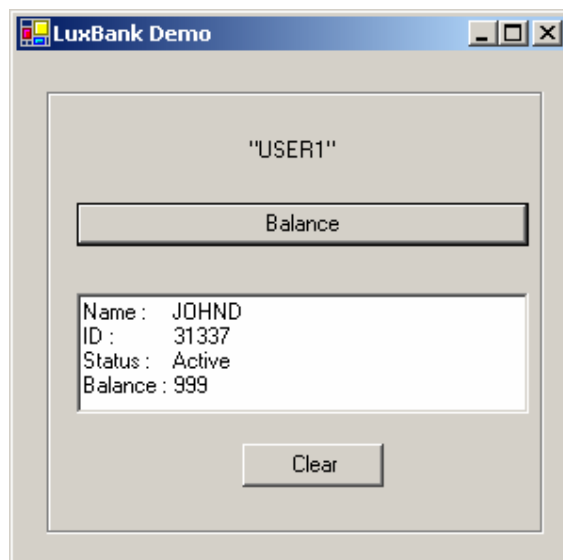 LuxBank Demo
"USER1"
Balance
Name : JOHND
ID : 31337
Status : Active
Balance : 999
Clear